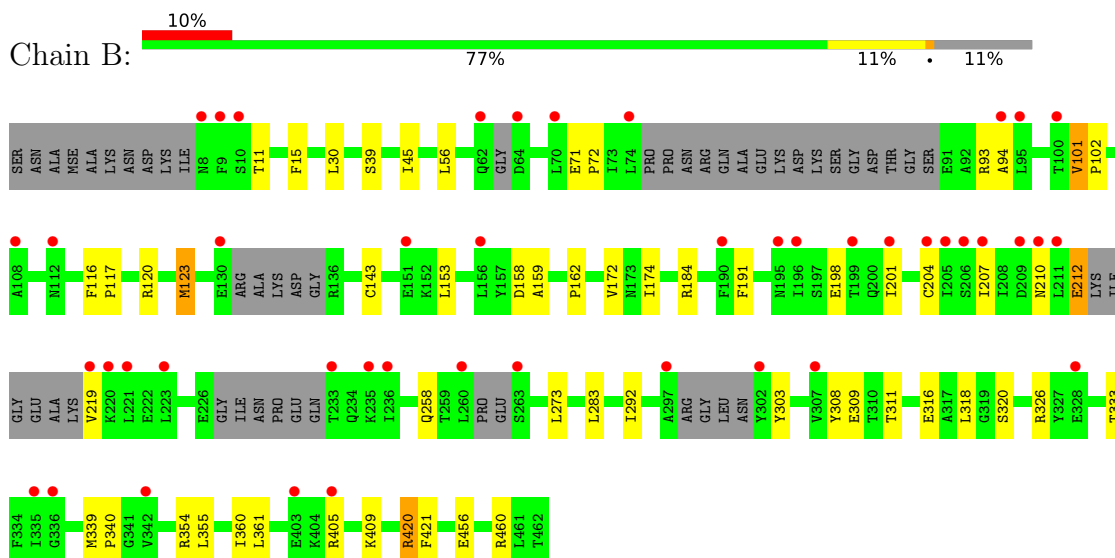 10%
Chain B:
77% 11% • 11%
SER ASN ALA MSE ALA LYS ASN ASP LYS ILE N8 F9 S10 T11 F15 L30 S39 I45 L56 Q62 GLY D64 L70 E71 P72 I73 L74 PRO PRO ASN ARG GLN ALA GLU LYS ASP LYS SER GLY ASP THR GLY SER E91 A92 R93 A94 L95 T100 V101 P102
A108 N112 F116 P117 R120 M123 E130 ARG ALA LYS ASP GLY R136 C143 E151 K152 L153 L156 Y157 D158 A159 P162 V172 N173 I174 R184 F190 F191 N195 I196 S197 E198 T199 Q200 I201 C204 I205 S206 I207 I208 D209 N210 L211 E212 LYS ILE
GLY GLU ALA LYS V219 K220 L221 E222 L223 E226 GLY ILE ASN PRO GLU GLN T233 Q234 K235 I236 Q258 T259 L260 PRO GLU S263 L273 L283 I292 A297 ARG GLY LEU ASN Y302 Y303 V307 Y308 E309 T310 T311 E316 A317 L318 G319 S320 R326 Y327 E328 T333
F334 I335 G336 M339 P340 G341 V342 R354 L355 I360 L361 E403 K404 R405 K409 R420 F421 E456 R460 L461 T462